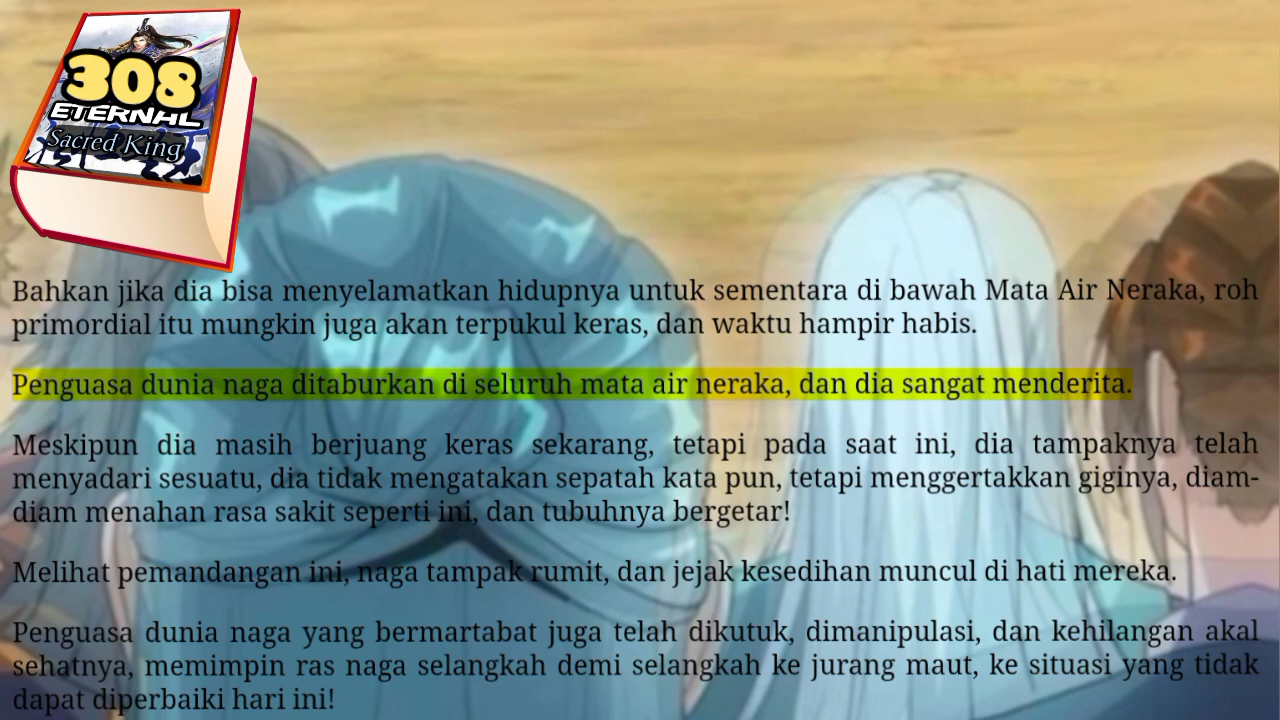 308
ETERNAL
Sacred King
Bahkan jika dia bisa menyelamatkan hidupnya untuk sementara di bawah Mata Air Neraka, roh
primordial itu mungkin juga akan terpukul keras, dan waktu hampir habis.
Penguasa dunia naga ditaburkan di seluruh mata air neraka, dan dia sangat menderita.
Meskipun dia masih berjuang keras sekarang, tetapi pada saat ini, dia tampaknya telah
menyadari sesuatu, dia tidak mengatakan sepatah kata pun, tetapi menggertakkan giginya, diam-
diam menahan rasa sakit seperti ini, dan tubuhnya bergetar!
Melihat pemandangan ini, naga tampak rumit, dan jejak kesedihan muncul di hati mereka.
Penguasa dunia naga yang bermartabat juga telah dikutuk, dimanipulasi, dan kehilangan akal
sehatnya, memimpin ras naga selangkah demi selangkah ke jurang maut, ke situasi yang tidak
dapat diperbaiki hari ini!